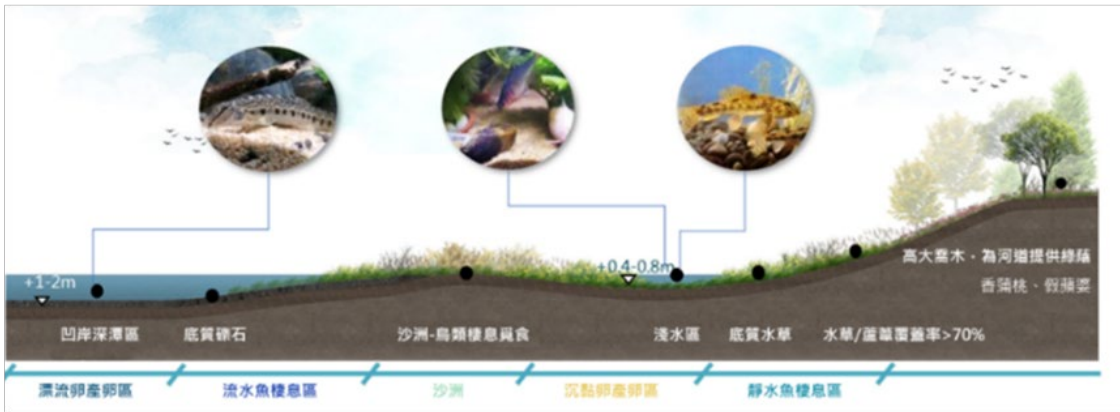 +1-2m
+0.4-0.8m
高大喬木，為河道提供綠蔭
香蒲桃、假蘋婆
凹岸深潭區
底質礫石
沙洲-鳥類棲息覓食
淺水區
底質水草
水草/蘆葦覆蓋率>70%
漂流卵產卵區
流水魚棲息區
沙洲
沉黏卵產卵區
靜水魚棲息區